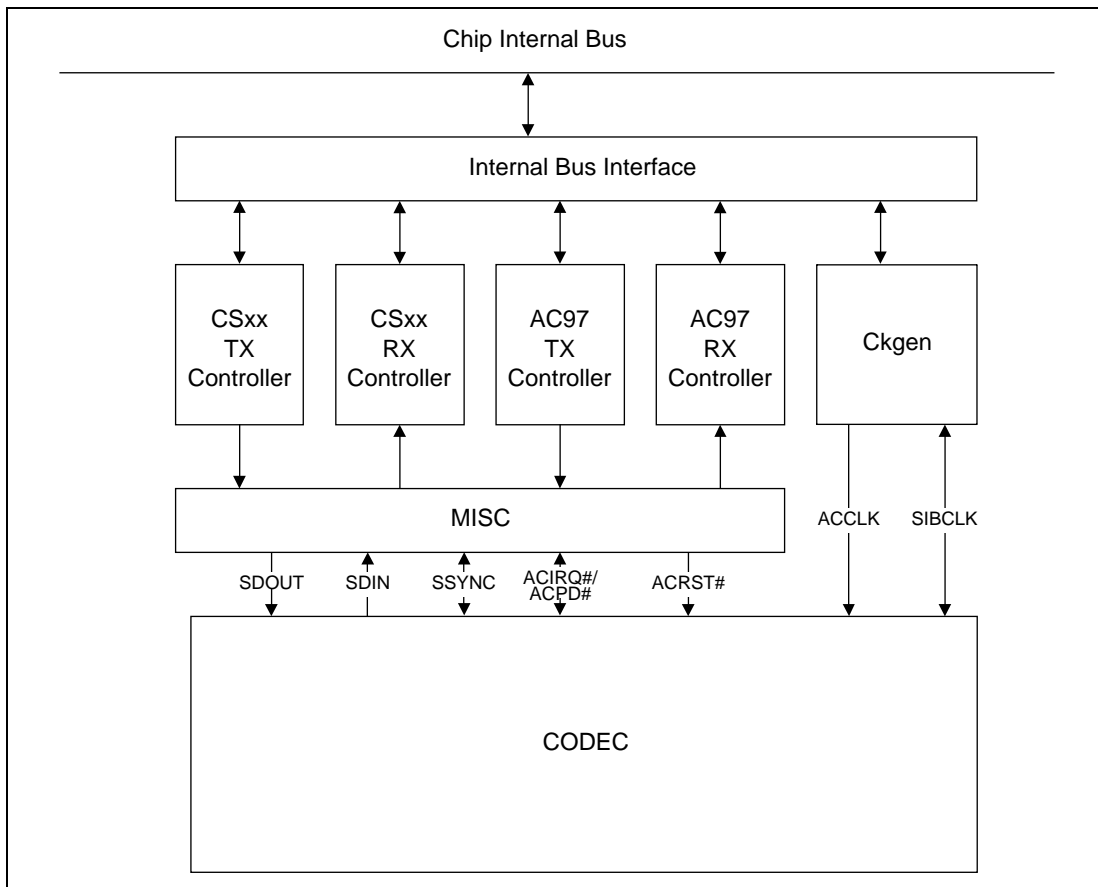 Chip Internal Bus
Internal Bus Interface
CSxx
TX
Controller
CSxx
RX
Controller
AC97
TX
Controller
AC97
RX
Controller
Ckgen
MISC
ACCLK
SIBCLK
SDOUT
SDIN
SSYNC
ACIRQ#/
ACPD#
ACRST#
CODEC